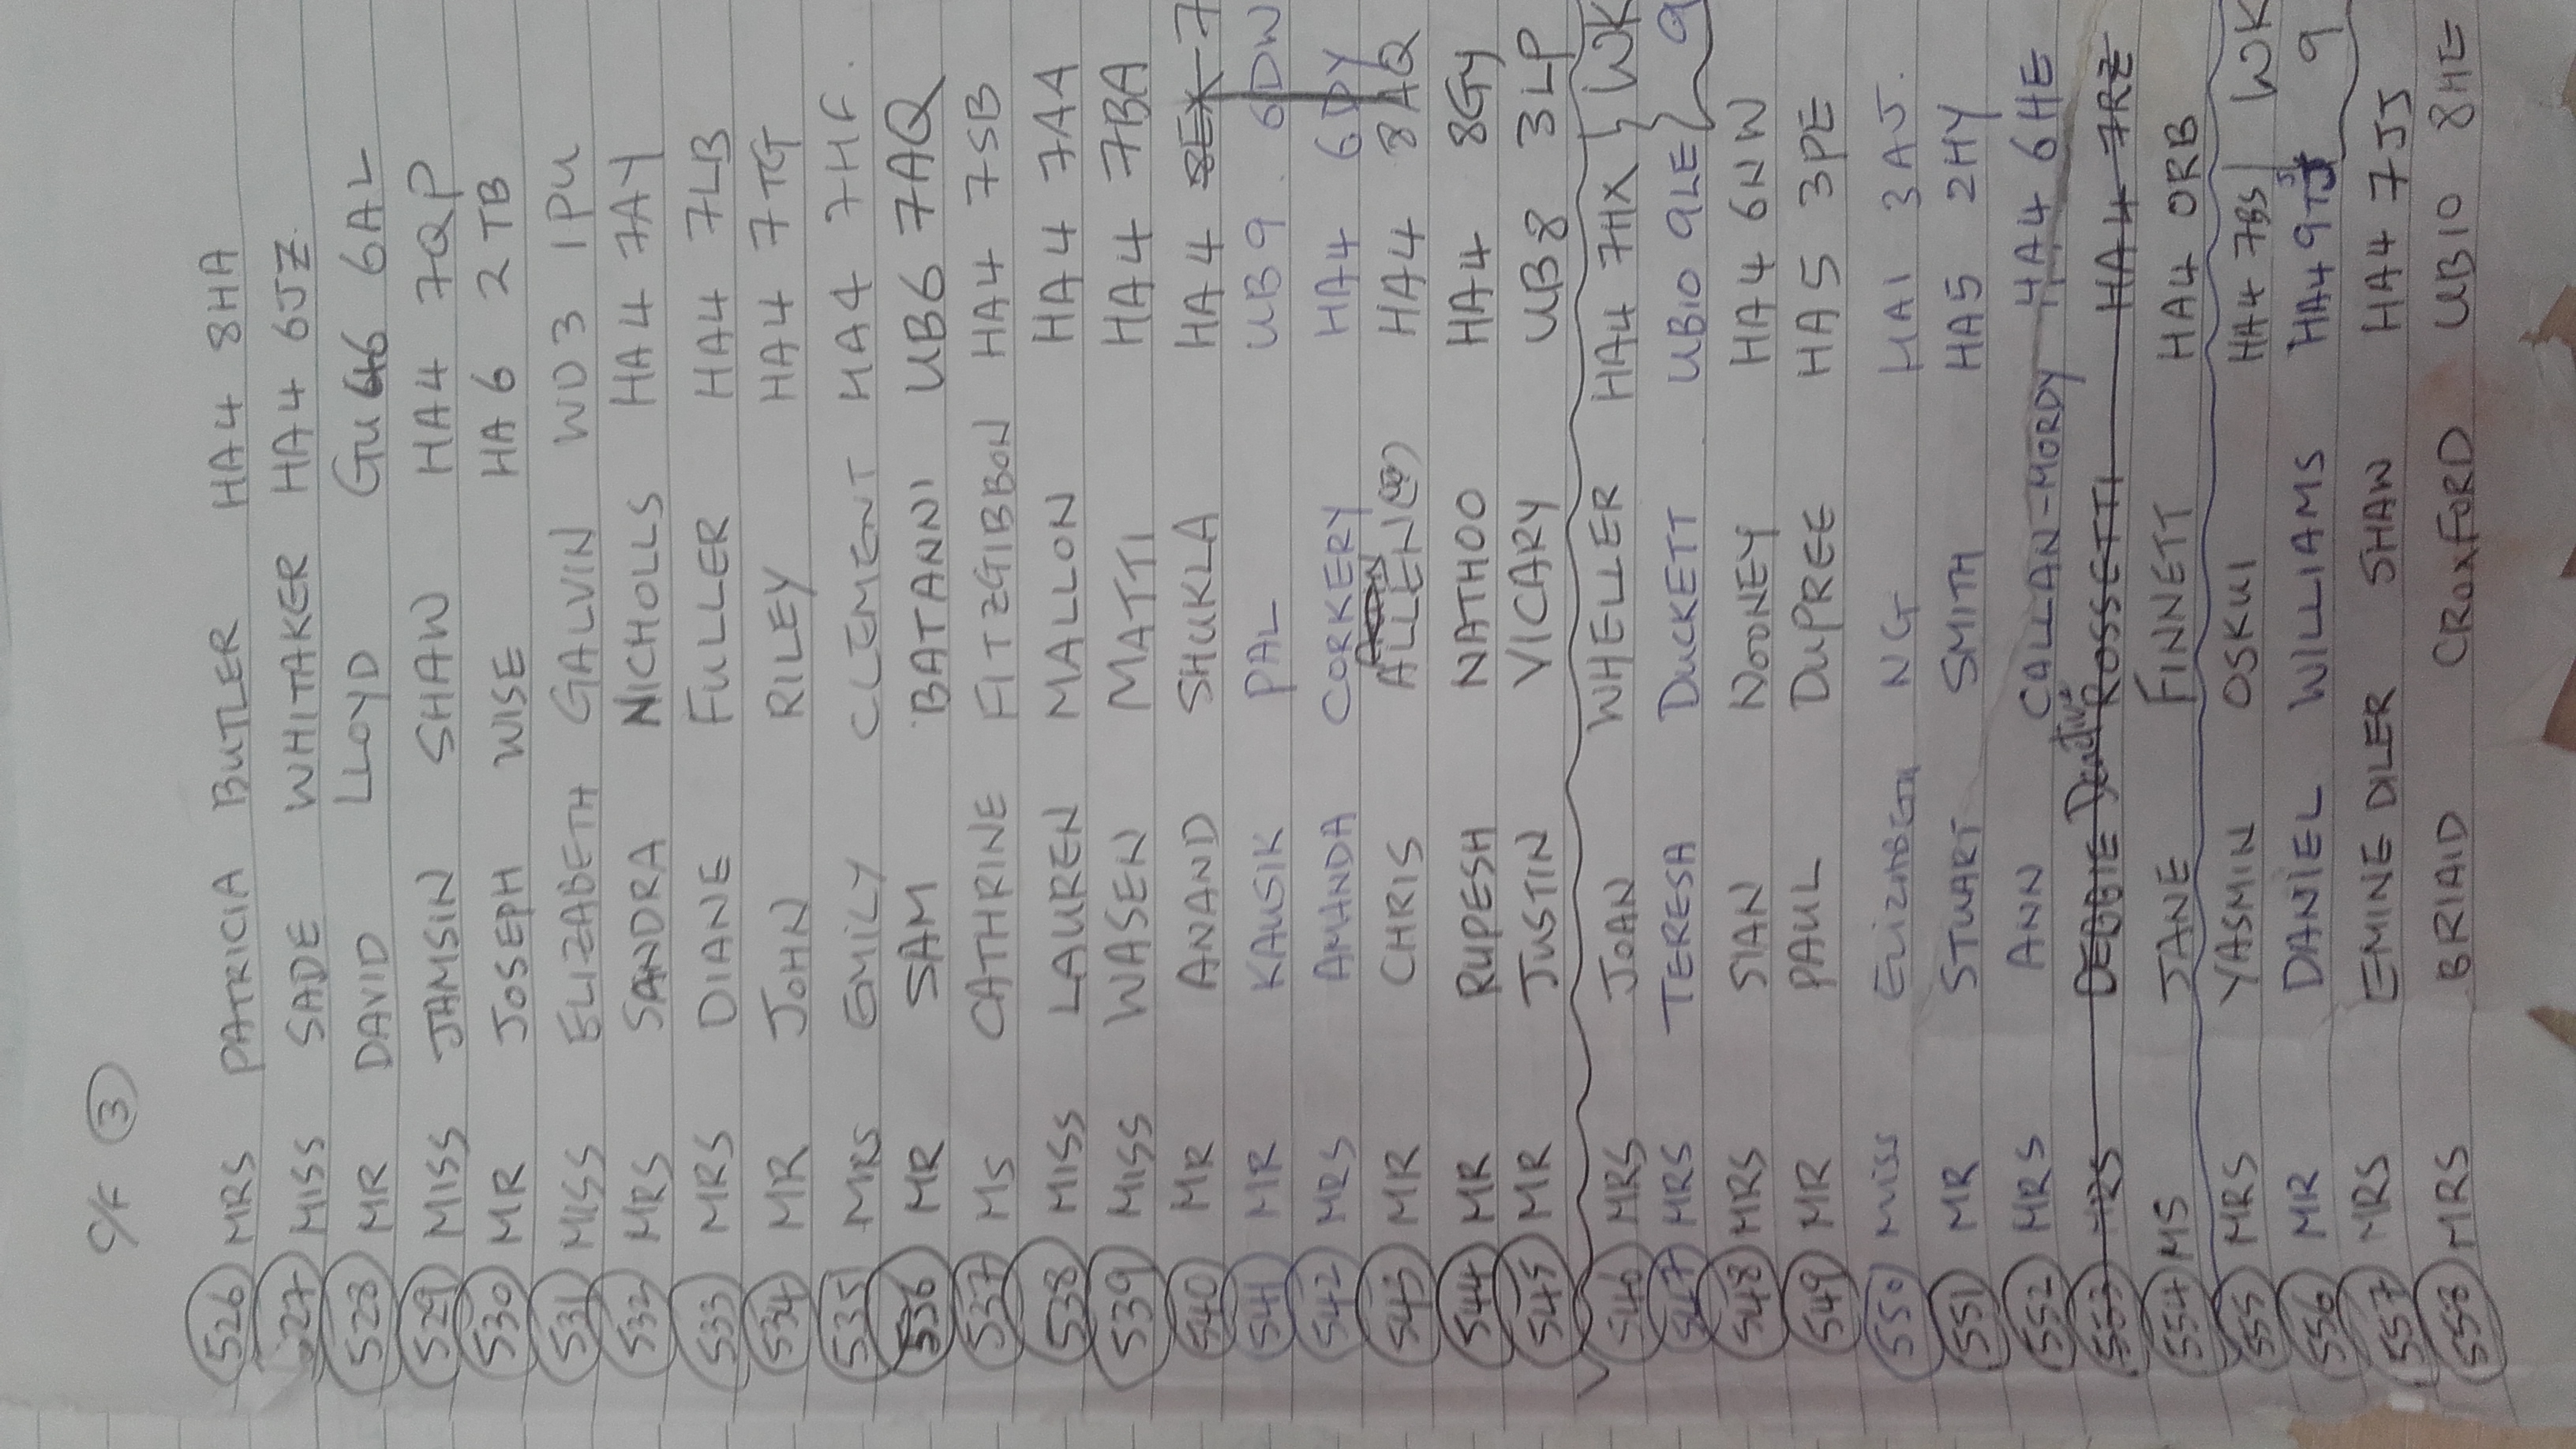 C/F 3
526 MRS PATRICIA BUTLER HA4 8HA
527 MISS SADE WHITAKER HA4 6JZ.
528 MR DAVID LLOYD GU46 6AL
529 MISS JAMSIN SHAW HA4 7QP
530 MR JOSEPH WISE HA6 2TB
531 MISS ELIZABETH GALVIN WD3 1PU
532 MRS SANDRA NICHOLLS HA4 7AY
533 MRS DIANE FULLER HA4 7LB
534 MR JOHN RILEY HA4 7TG
535 MRS EMILY CLEMENT HA4 7HF.
536 MR SAM BATANNI UB6 7AQ
537 MS CATHRINE FITZGIBBON HA4 7SB
538 MISS LAUREN MALLON HA4 7AA
539 MISS WASEN MATTI HA4 7BA
540 MR ANAND SHUKLA HA4 8EX 7
541 MR KAUSIK PAL UB9. 6DW
542 MRS AMANDA CORKERY HA4 6DY
543 MR CHRIS ALLEN HA4 8AQ
544 MR RUPESH NATHOO HA4 8GY
545 MR JUSTIN VICARY UB8 3LP
546 MRS JOAN WHELLER HA4 7HX WK
547 MRS TERESA DUCKETT UB10 9LE 9
548 MRS SIAN NOONEY HA4 6NW
549 MR PAUL DUPREE HA5 3PE
550 MISS ELIZABETH NG HA1 3AJ.
551 MR STUART SMITH HA5 2HY
552 MRS ANN CALLAN-MORDY HA4 6HE
553 MRS DEBBIE Deactive ROSSETTI HA4 7RZ
554 MS JANE FINNETT HA4 0RB
555 MRS YASMIN OSKUI HA4 7BS WK
556 MR DANIEL WILLIAMS HA4 9TJ 9
557 MRS EMINE DILER SHAW HA4 7JJ
558 MRS BRIAID CROXFORD UB10 8HE